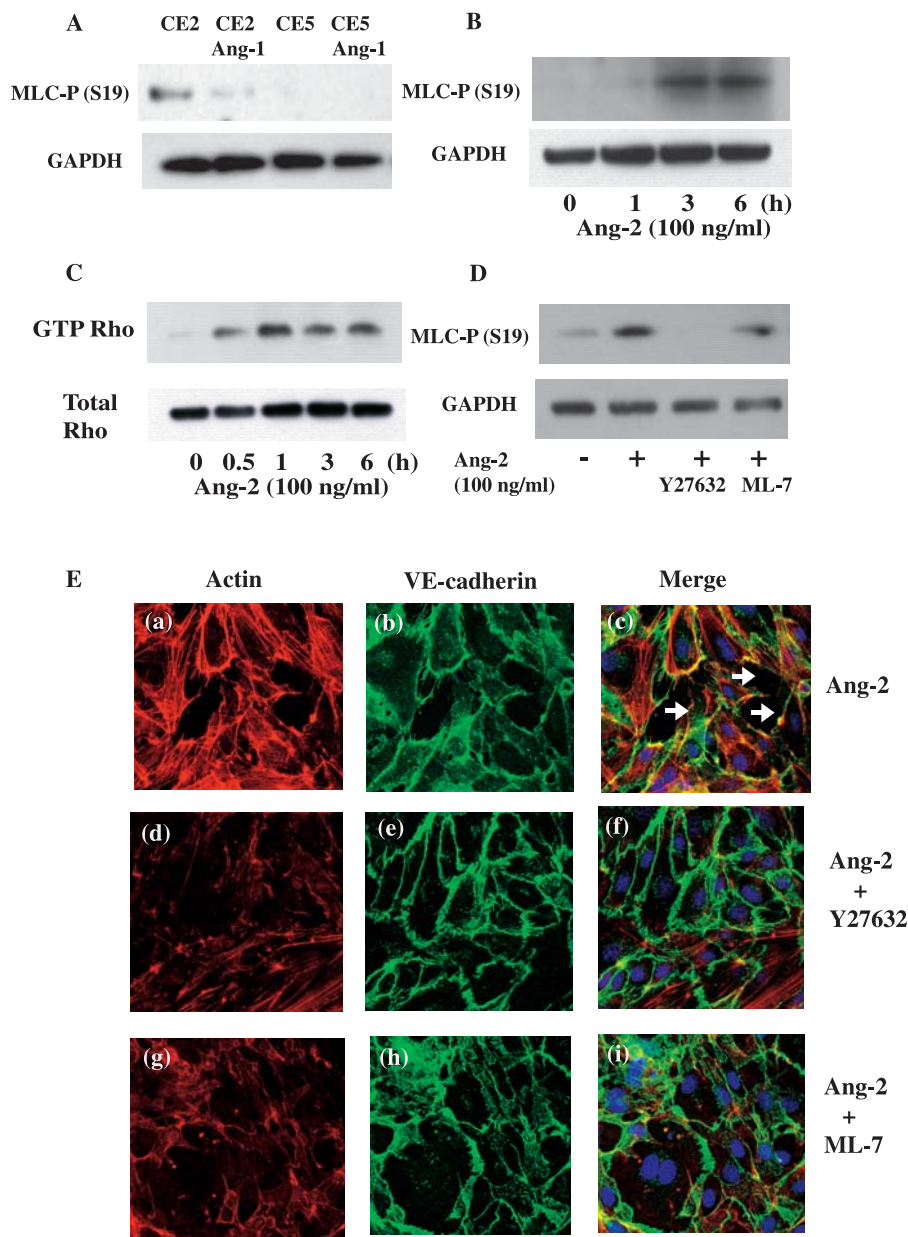 A
CE2 CE2 CE5 CE5
Ang-1 Ang-1
MLC-P (S19)
GAPDH
B
MLC-P (S19)
GAPDH
0 1 3 6 (h)
Ang-2 (100 ng/ml)
C
GTP Rho
Total
Rho
0 0.5 1 3 6 (h)
Ang-2 (100 ng/ml)
D
MLC-P (S19)
GAPDH
Ang-2 - + + +
(100 ng/ml) Y27632 ML-7
E
Actin VE-cadherin Merge
(a) (b) (c)
Ang-2
(d) (e) (f)
Ang-2
+
Y27632
(g) (h) (i)
Ang-2
+
ML-7